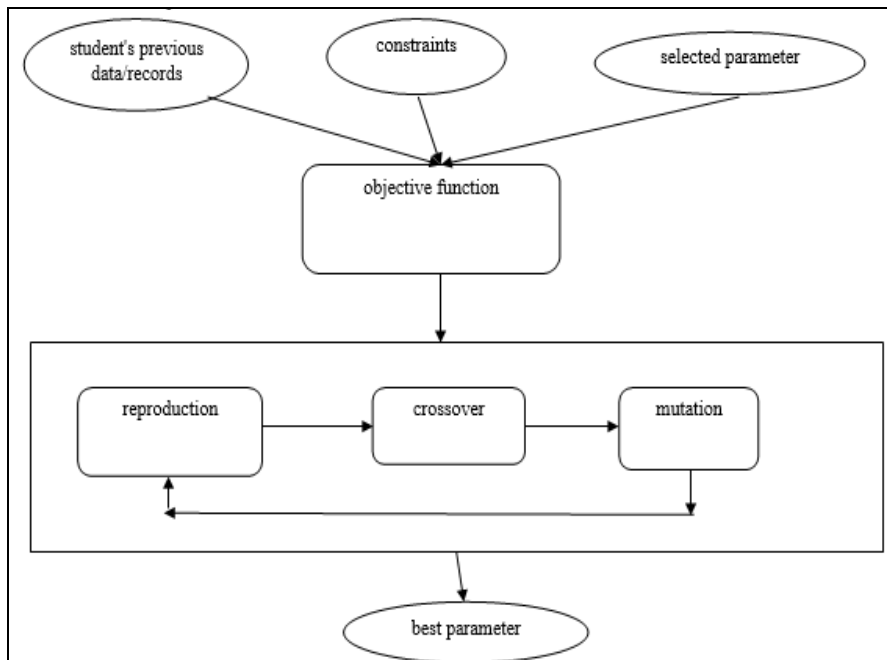 student's previous
data/records
constraints
selected parameter
objective function
reproduction
crossover
mutation
best parameter